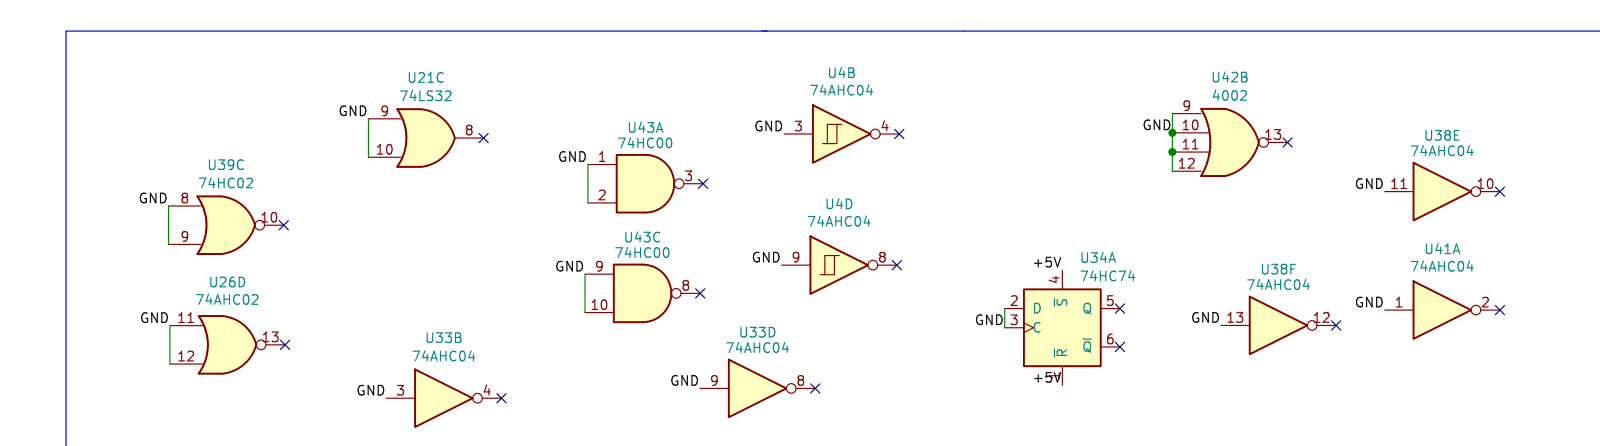 U21C
74LS32
GND 9
10
8
U39C
74HC02
GND 8
9
10
U26D
74AHC02
GND 11
12
13
U33B
74AHC04
GND 3
4
U43A
74HC00
GND 1
2
3
U43C
74HC00
GND 9
10
8
U4B
74AHC04
GND 3
4
U4D
74AHC04
GND 9
8
U33D
74AHC04
GND 9
8
U42B
4002
9
GND 10
11
12
13
U34A
74HC74
+5V
4
S
2 D
GND 3 C
Q 5
Q 6
R
+5V
U38E
74AHC04
GND 11
10
U38F
74AHC04
GND 13
12
U41A
74AHC04
GND 1
2